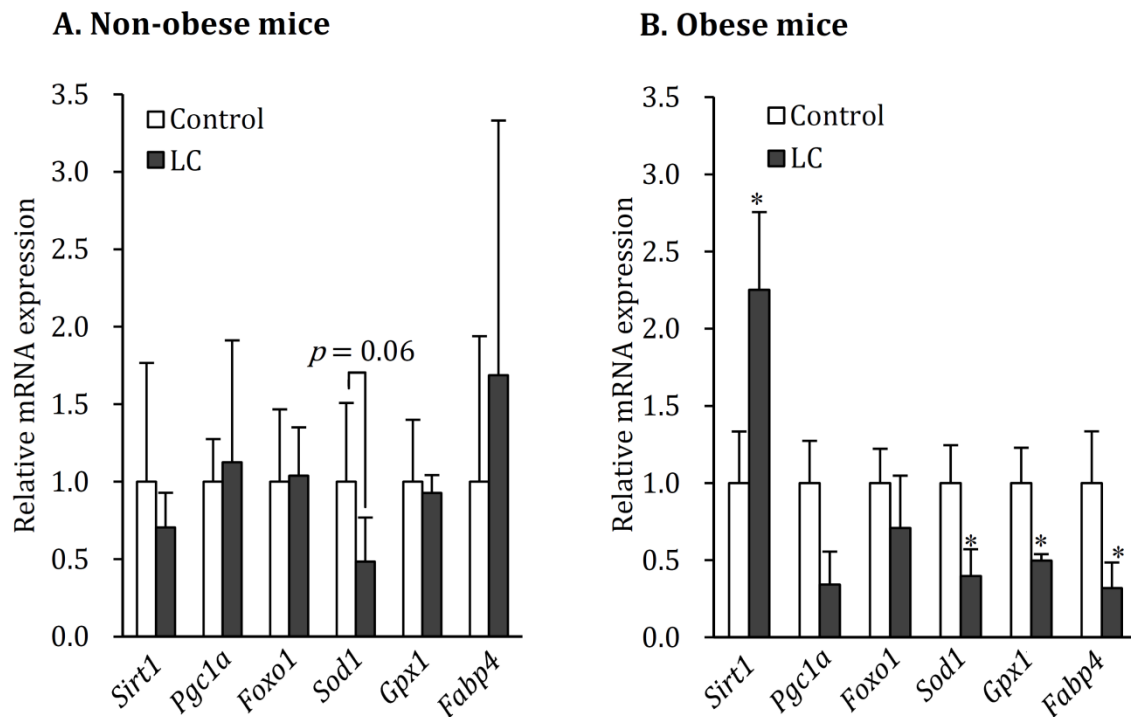 A. Non-obese mice
Relative mRNA expression
3.5
3.0
2.5
2.0
1.5
1.0
0.5
0.0
Control
LC
p = 0.06
Sirt1
Pgc1a
Foxo1
Sod1
Gpx1
Fabp4
B. Obese mice
Relative mRNA expression
3.5
3.0
2.5
2.0
1.5
1.0
0.5
0.0
Control
LC
*
*
*
*
Sirt1
Pgc1a
Foxo1
Sod1
Gpx1
Fabp4